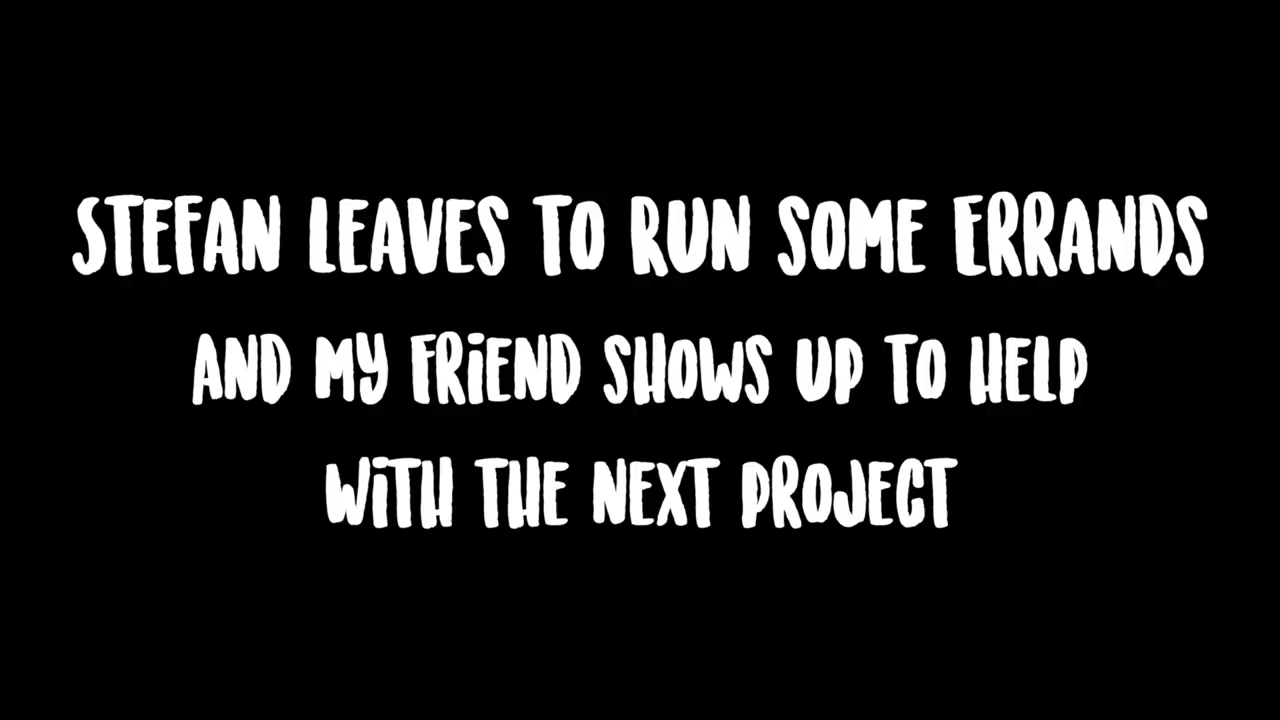 STEFAN LEAVES TO RUN SOME ERRANDS
AND MY FRiEND SHOWS UP TO HELP
WiTH THE NEXT PROJECT